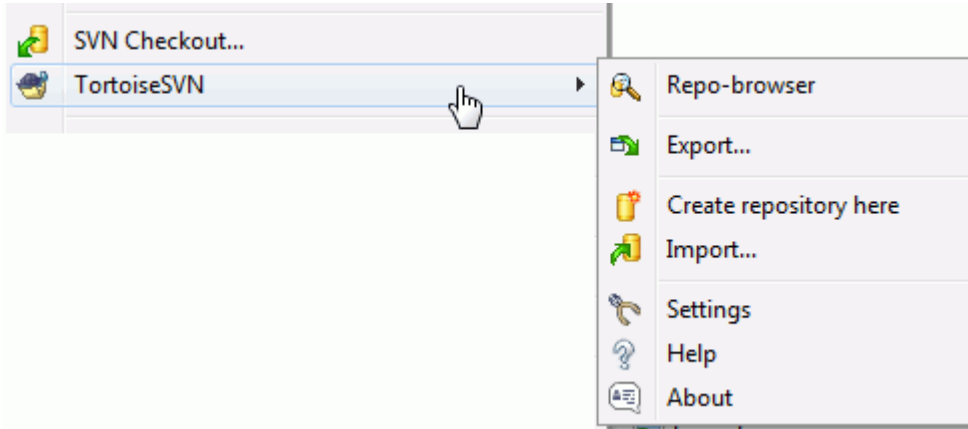 SVN Checkout...
TortoiseSVN
Repo-browser
Export...
Create repository here
Import...
Settings
Help
About